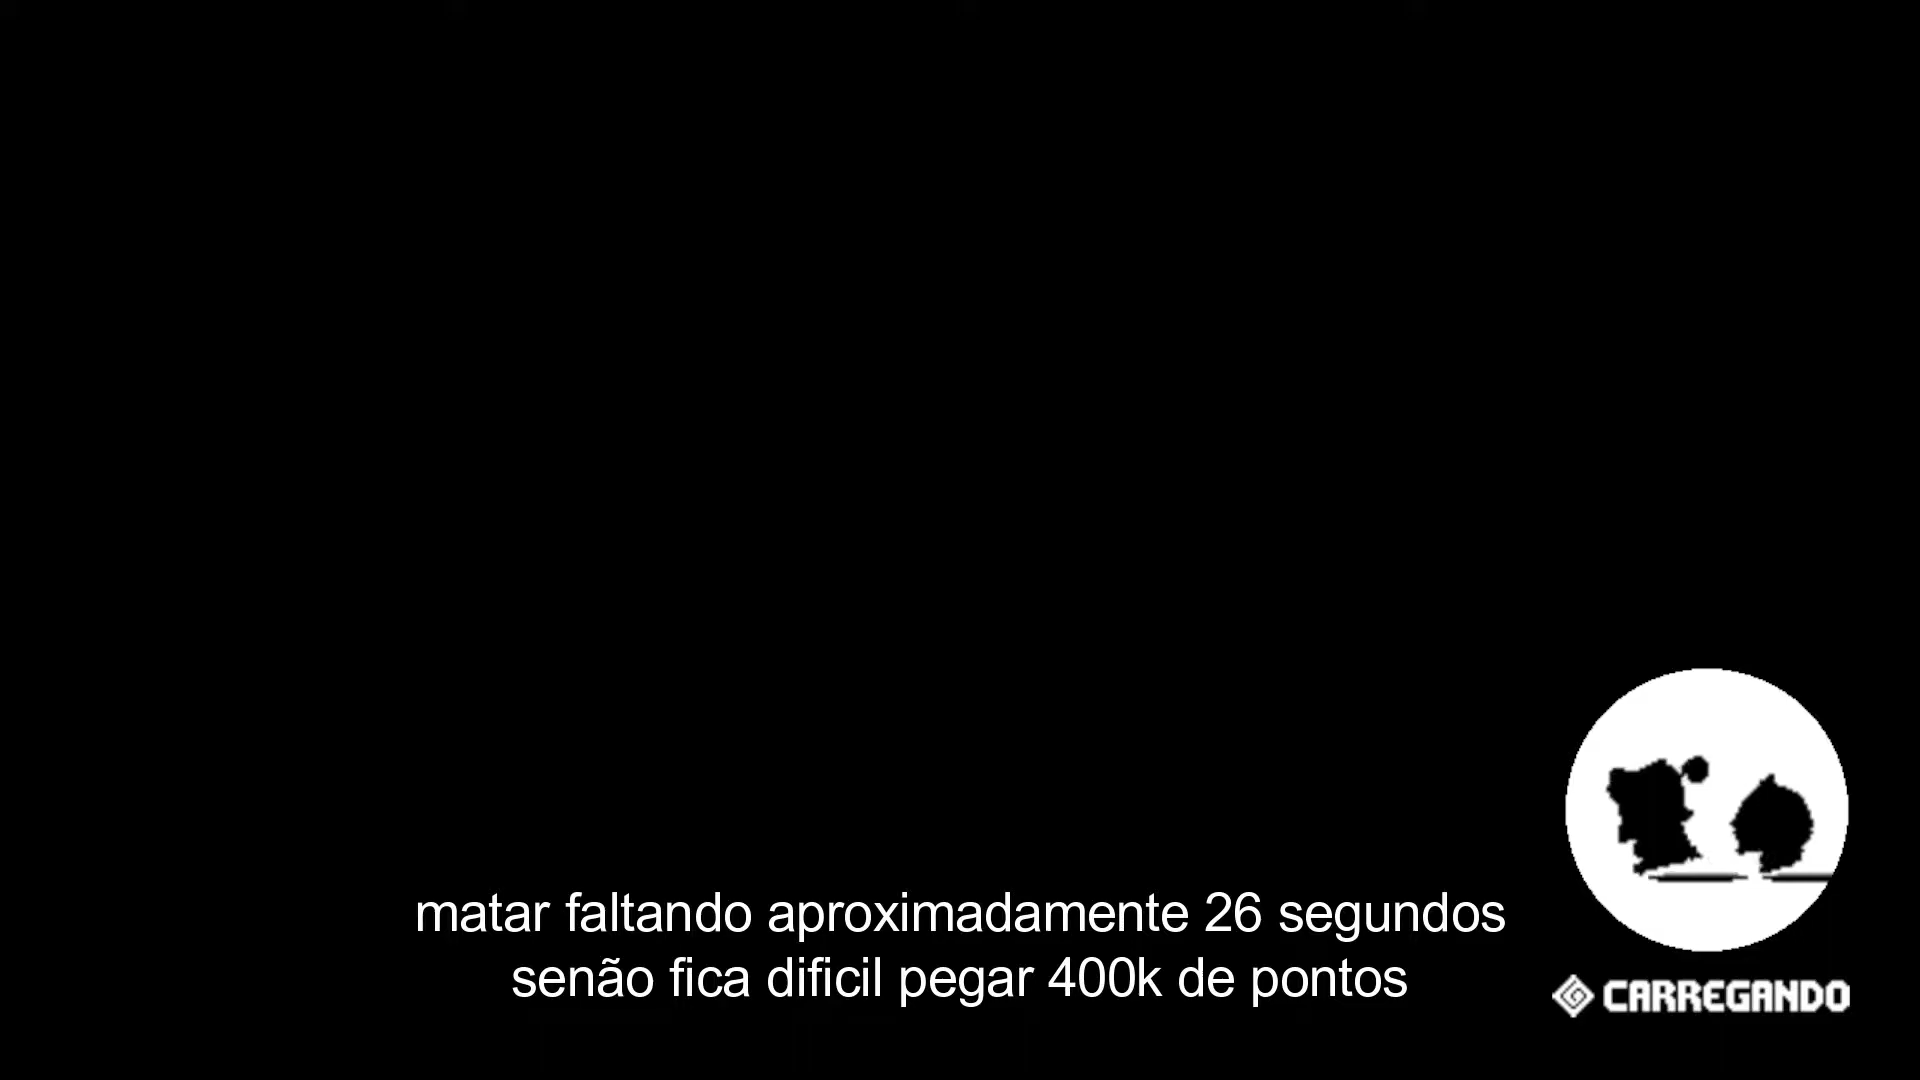 matar faltando aproximadamente 26 segundos
senão fica dificil pegar 400k de pontos
CARREGANDO